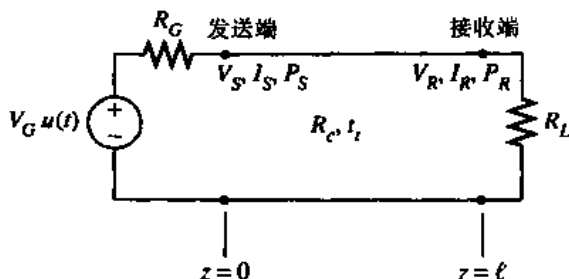 R_G
发送端
接收端
V_S, I_S, P_S
V_R, I_R, P_R
V_G u(t)
+
−
R_c, t_t
R_L
z = 0
z = ℓ